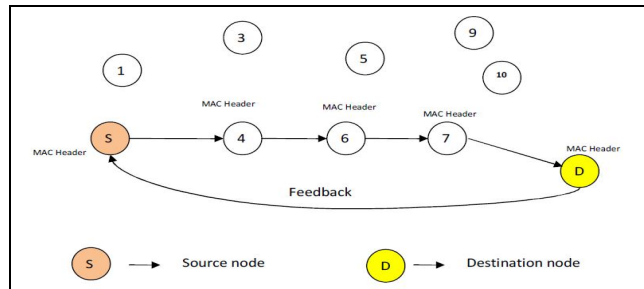 3
9
1
5
10
MAC Header
MAC Header
MAC Header
S
4
6
7
MAC Header
MAC Header
D
Feedback
S
Source node
D
Destination node